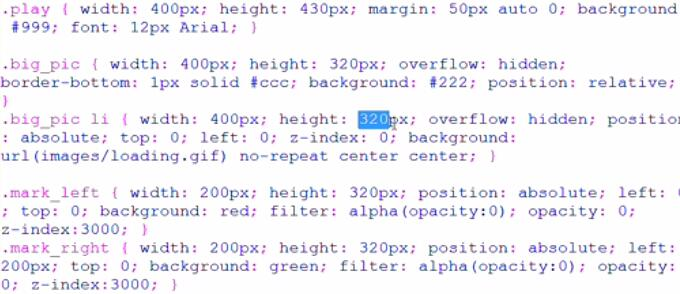 .play { width: 400px; height: 430px; margin: 50px auto 0; background
#999; font: 12px Arial; }
.big_pic { width: 400px; height: 320px; overflow: hidden;
border-bottom: 1px solid #ccc; background: #222; position: relative;
}
.big_pic li { width: 400px; height: 320px; overflow: hidden; position
: absolute; top: 0; left: 0; z-index: 0; background:
url(images/loading.gif) no-repeat center center; }
.mark_left { width: 200px; height: 320px; position: absolute; left:
; top: 0; background: red; filter: alpha(opacity:0); opacity: 0;
z-index:3000; }
.mark_right { width: 200px; height: 320px; position: absolute; left:
200px; top: 0; background: green; filter: alpha(opacity:0); opacity:
0; z-index:3000; }